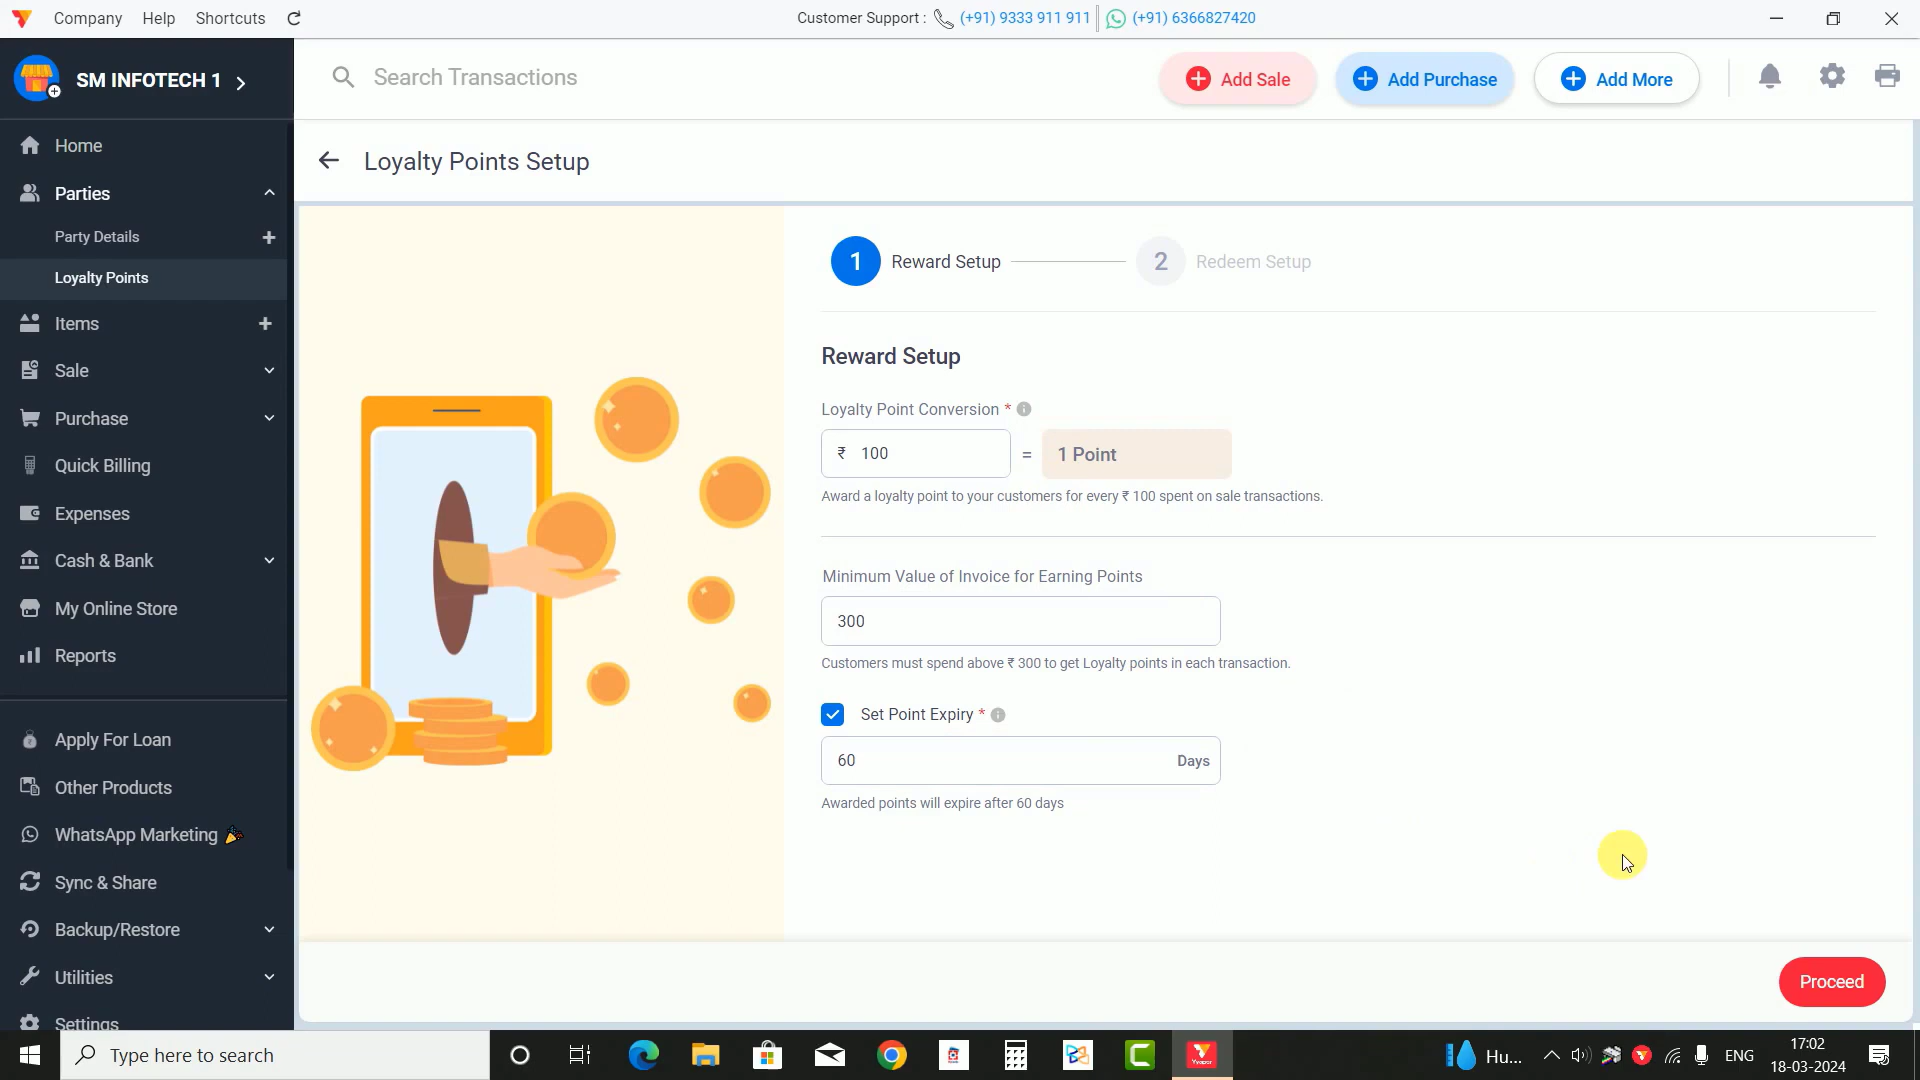 Company Help Shortcuts
Customer Support : (+91) 9333 911 911 (+91) 6366827420
SM INFOTECH 1
Search Transactions
Add Sale
Add Purchase
Add More
Home
Parties
Party Details
Loyalty Points
Items
Sale
Purchase
Quick Billing
Expenses
Cash & Bank
My Online Store
Reports
Apply For Loan
Other Products
WhatsApp Marketing
Sync & Share
Backup/Restore
Utilities
Settings
Loyalty Points Setup
1 Reward Setup
2 Redeem Setup
Reward Setup
Loyalty Point Conversion *
₹ 100 = 1 Point
Award a loyalty point to your customers for every ₹ 100 spent on sale transactions.
Minimum Value of Invoice for Earning Points
300
Customers must spend above ₹ 300 to get Loyalty points in each transaction.
Set Point Expiry *
60 Days
Awarded points will expire after 60 days
Proceed
Type here to search
Hu...
ENG
17:02
18-03-2024